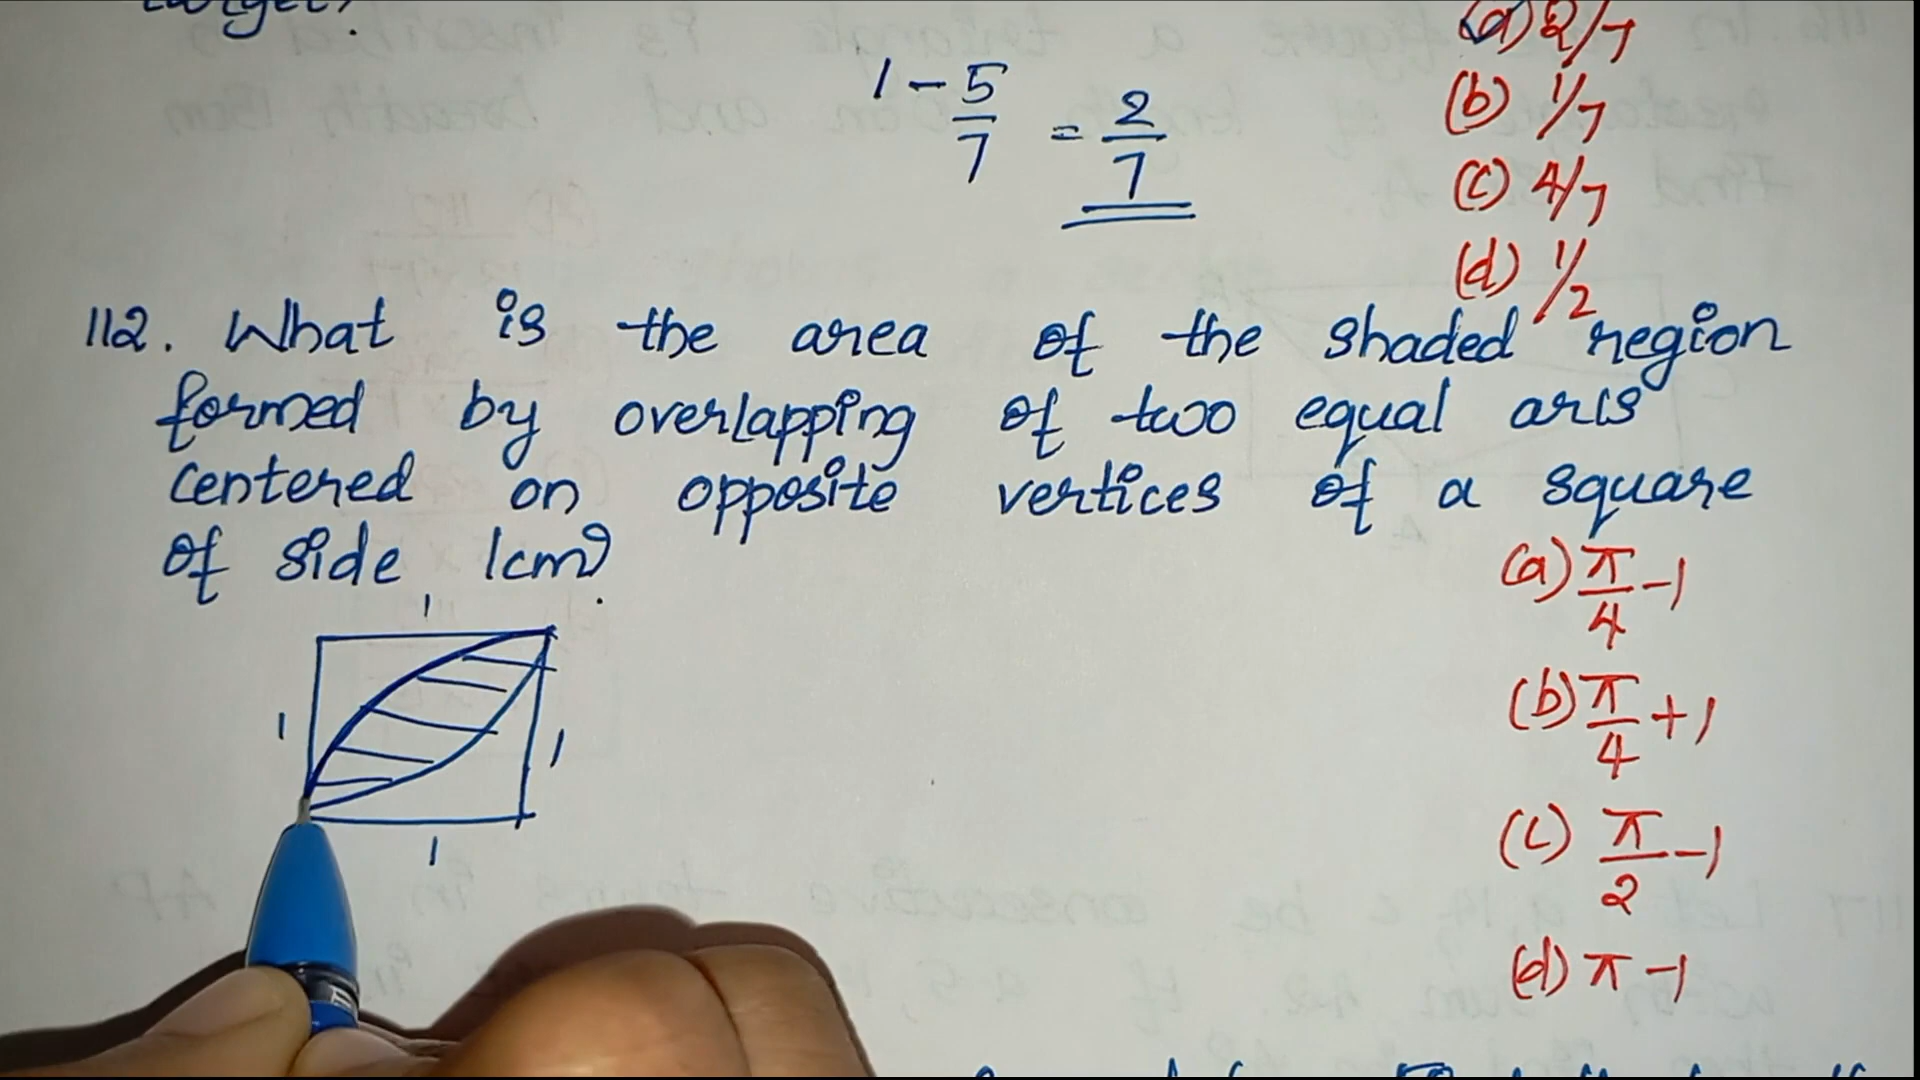 target?
1 - 5/7 = 2/7
(a) 2/7
(b) 1/7
(c) 4/7
(d) 1/2
112. What is the area of the shaded region
formed by overlapping of two equal arcs
centered on opposite vertices of a square
of side 1cm?
1
1
1
1
(a) π/4 - 1
(b) π/4 + 1
(c) π/2 - 1
(d) π - 1